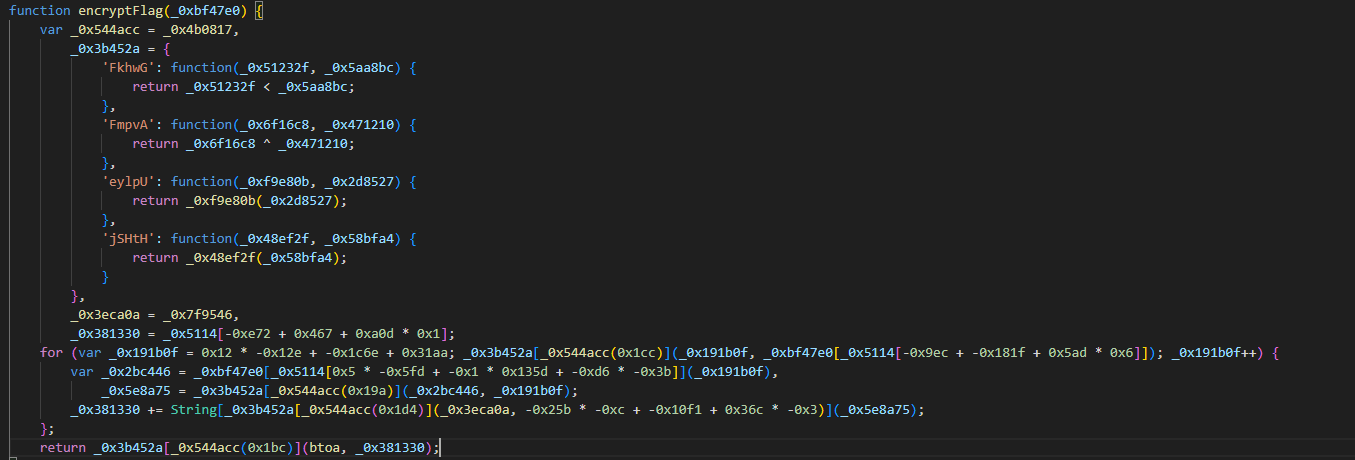 function encryptFlag(_0xbf47e0) {
    var _0x544acc = _0x4b0817,
        _0x3b452a = {
            'FkhwG': function(_0x51232f, _0x5aa8bc) {
                return _0x51232f < _0x5aa8bc;
            },
            'FmpvA': function(_0x6f16c8, _0x471210) {
                return _0x6f16c8 ^ _0x471210;
            },
            'eylpU': function(_0xf9e80b, _0x2d8527) {
                return _0xf9e80b(_0x2d8527);
            },
            'jSHtH': function(_0x48ef2f, _0x58bfa4) {
                return _0x48ef2f(_0x58bfa4);
            }
        },
        _0x3eca0a = _0x7f9546,
        _0x381330 = _0x5114[-0xe72 + 0x467 + 0xa0d * 0x1];
    for (var _0x191b0f = 0x12 * -0x12e + -0x1c6e + 0x31aa; _0x3b452a[_0x544acc(0x1cc)](_0x191b0f, _0xbf47e0[_0x5114[-0x9ec + -0x181f + 0x5ad * 0x6]]); _0x191b0f++) {
        var _0x2bc446 = _0xbf47e0[_0x5114[0x5 * -0x5fd + -0x1 * 0x135d + -0xd6 * -0x3b]](_0x191b0f),
            _0x5e8a75 = _0x3b452a[_0x544acc(0x19a)](_0x2bc446, _0x191b0f);
        _0x381330 += String[_0x3b452a[_0x544acc(0x1d4)](_0x3eca0a, -0x25b * -0xc + -0x10f1 + 0x36c * -0x3)](_0x5e8a75);
    };
    return _0x3b452a[_0x544acc(0x1bc)](btoa, _0x381330);